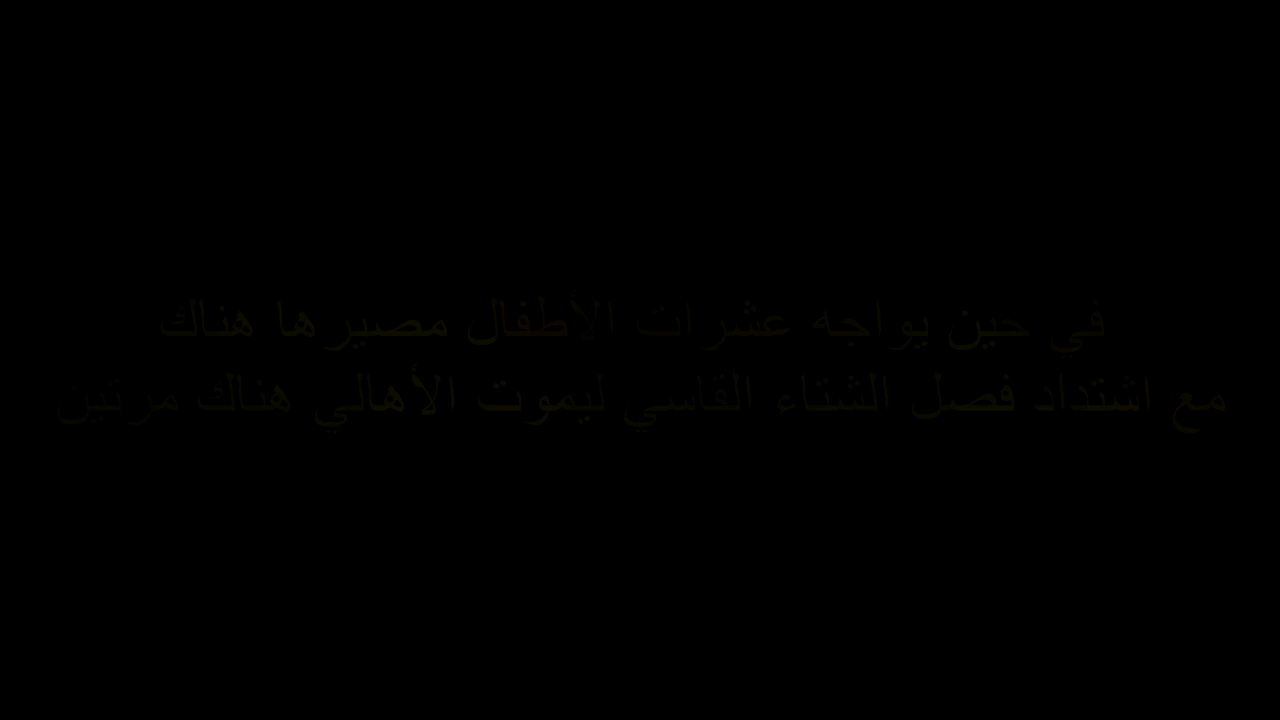 في حين يواجه عشرات الأطفال مصيرها هناك
مع اشتداد فصل الشتاء القاسي ليموت الأهالي هناك مرتين